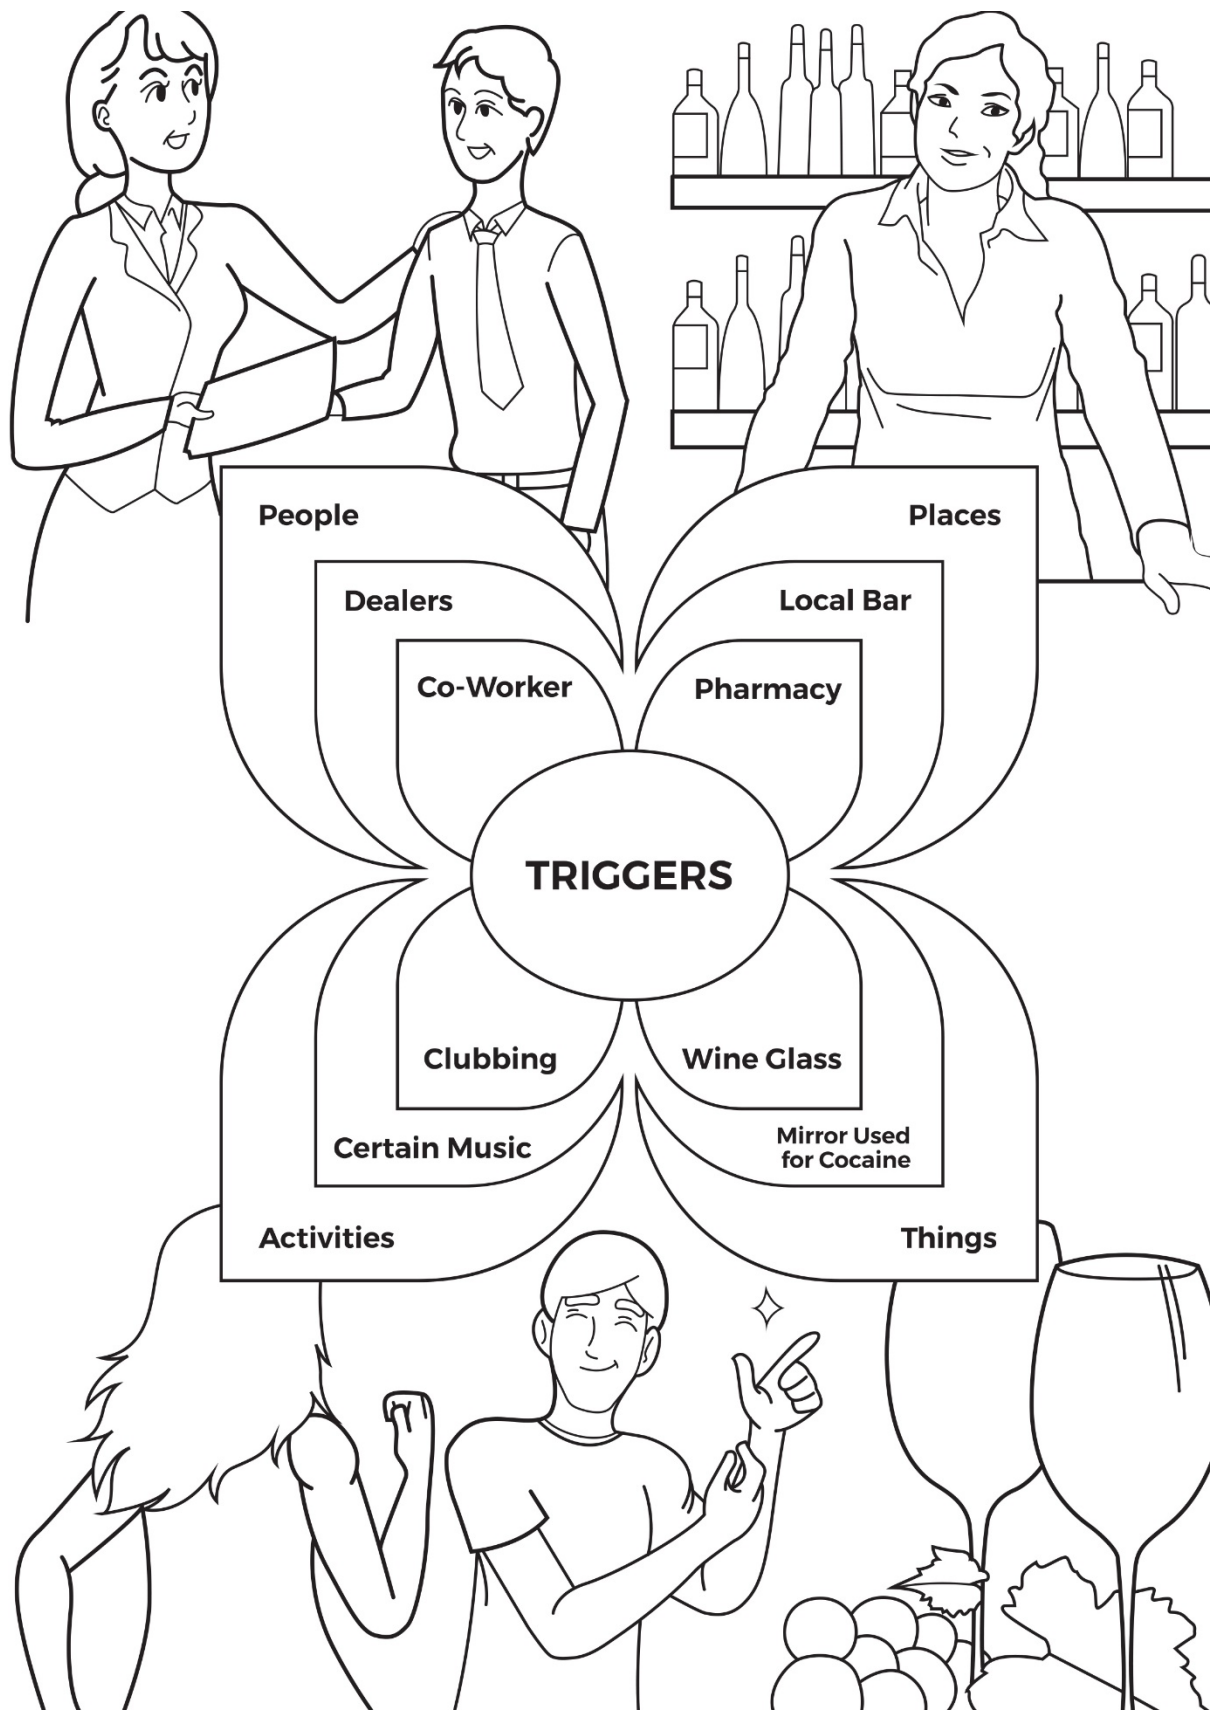 People
Places
Dealers
Local Bar
Co-Worker
Pharmacy
TRIGGERS
Clubbing
Wine Glass
Certain Music
Mirror Used
for Cocaine
Activities
Things